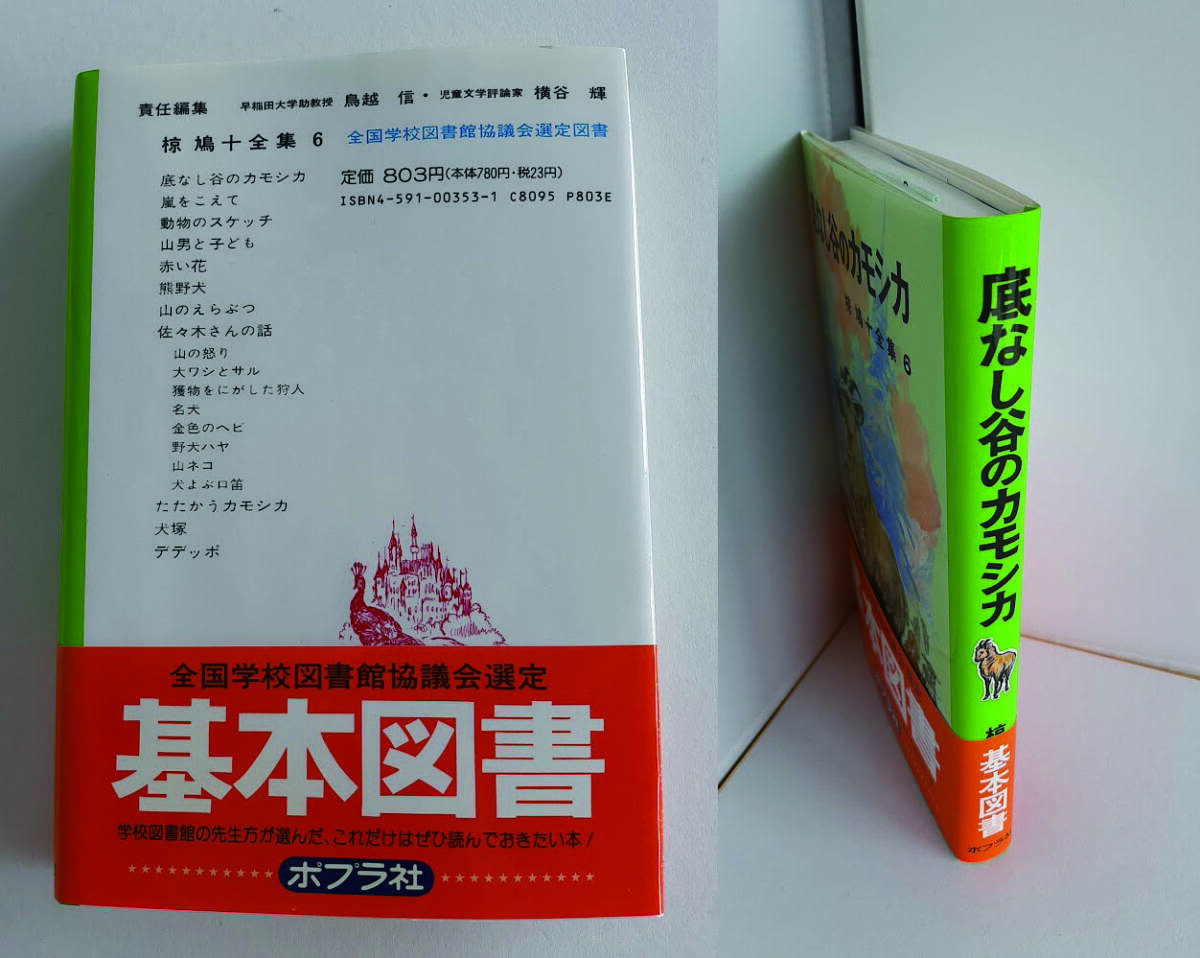 責任編集 早稲田大学助教授 鳥越 信・児童文学評論家 横谷 輝
椋 鳩十全集 6 全国学校図書館協議会選定図書
定価 803円(本体780円・税23円)
ISBN4-591-00353-1 C8095 P803E
底なし谷のカモシカ
嵐をこえて
動物のスケッチ
山男と子ども
赤い花
熊野犬
山のえらぶつ
佐々木さんの話
山の怒り
大ワシとサル
獲物をにがした狩人
名犬
金色のヘビ
野犬ハヤ
山ネコ
犬よぶ口笛
たたかうカモシカ
犬塚
デデッポ
全国学校図書館協議会選定
基本図書
学校図書館の先生方が選んだ、これだけはぜひ読んでおきたい本!
ポプラ社
なし谷のカモシカ
椋 鳩十全集 6
本図書
底なし谷のカモシカ
椋
基本図書
ポプラ社